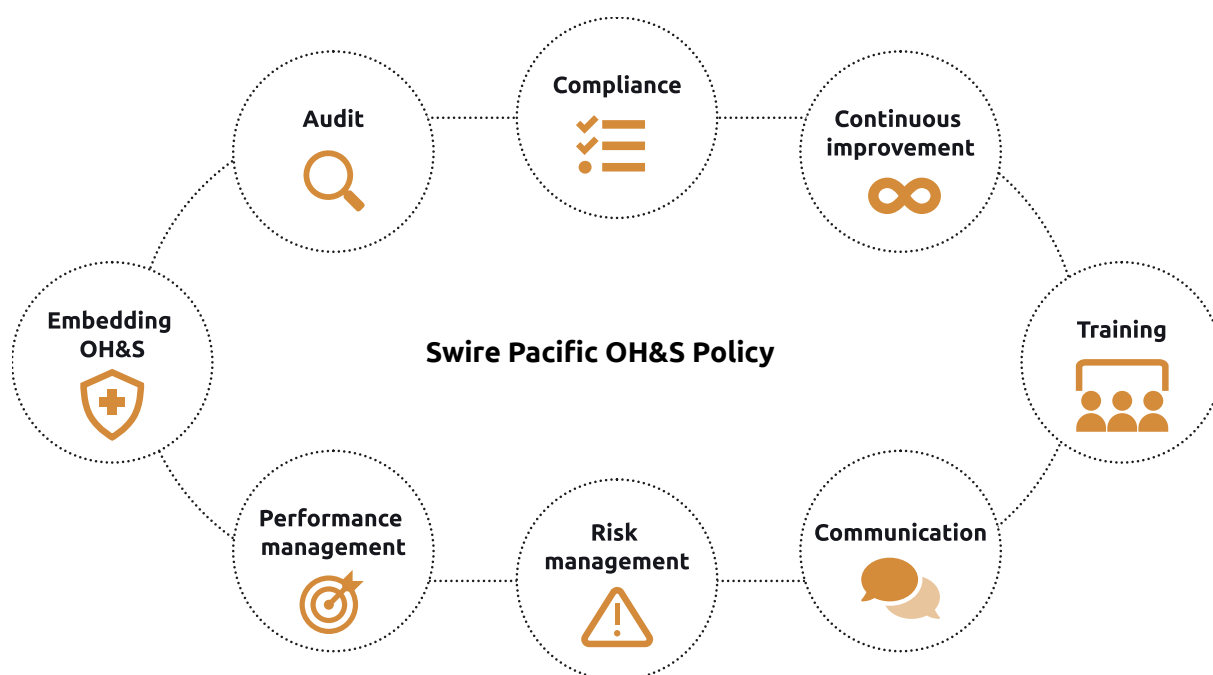 Compliance
Audit
Continuous
improvement
Embedding
OH&S
Swire Pacific OH&S Policy
Training
Performance
management
Risk
management
Communication